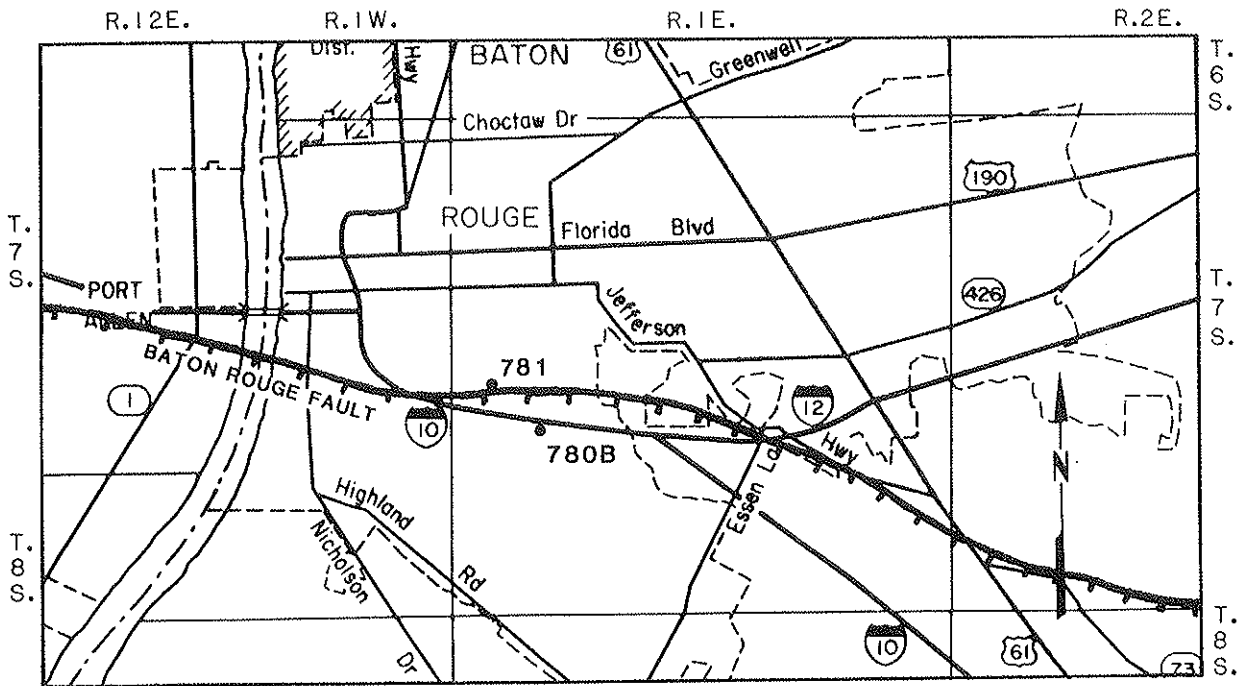 R.12E. R.1W. R.1E. R.2E.
T.
6
S.
Dist.
Hwy
BATON
61
Greenwell
Choctaw Dr
190
ROUGE
Florida Blvd
T.
7
S.
T.
7
S.
426
PORT
ALLEN
Jefferson
BATON ROUGE FAULT
781
1
10
12
780B
Hwy
N
Essen La
Highland
Rd
Nicholson
Dr
T.
8
S.
10
61
73
T.
8
S.